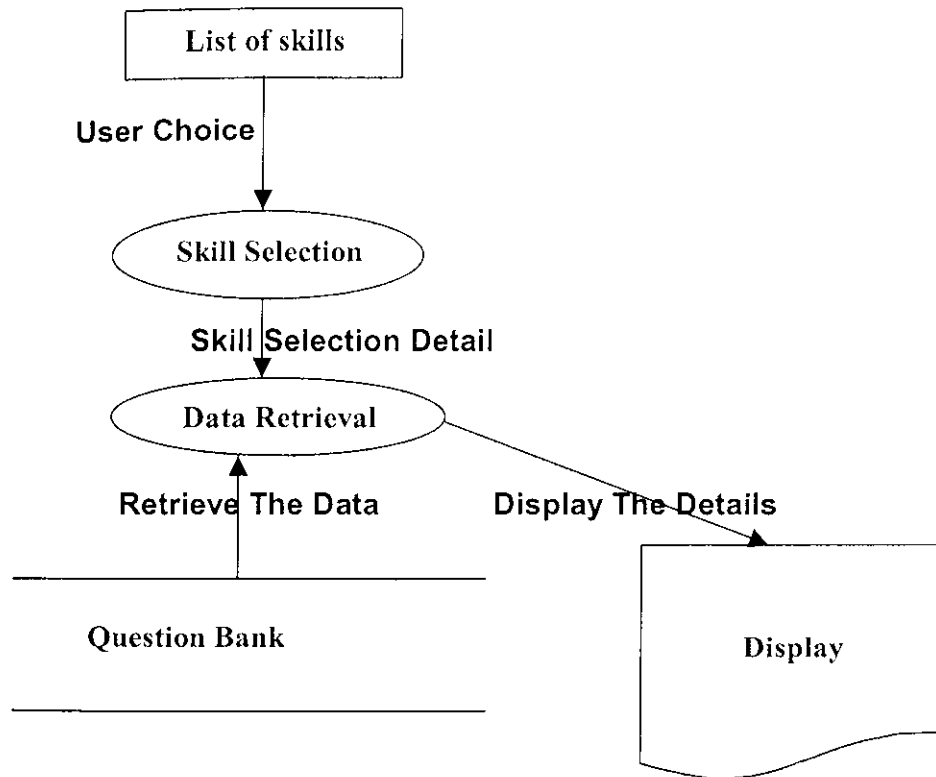 List of skills
User Choice
Skill Selection
Skill Selection Detail
Data Retrieval
Retrieve The Data
Display The Details
Question Bank
Display